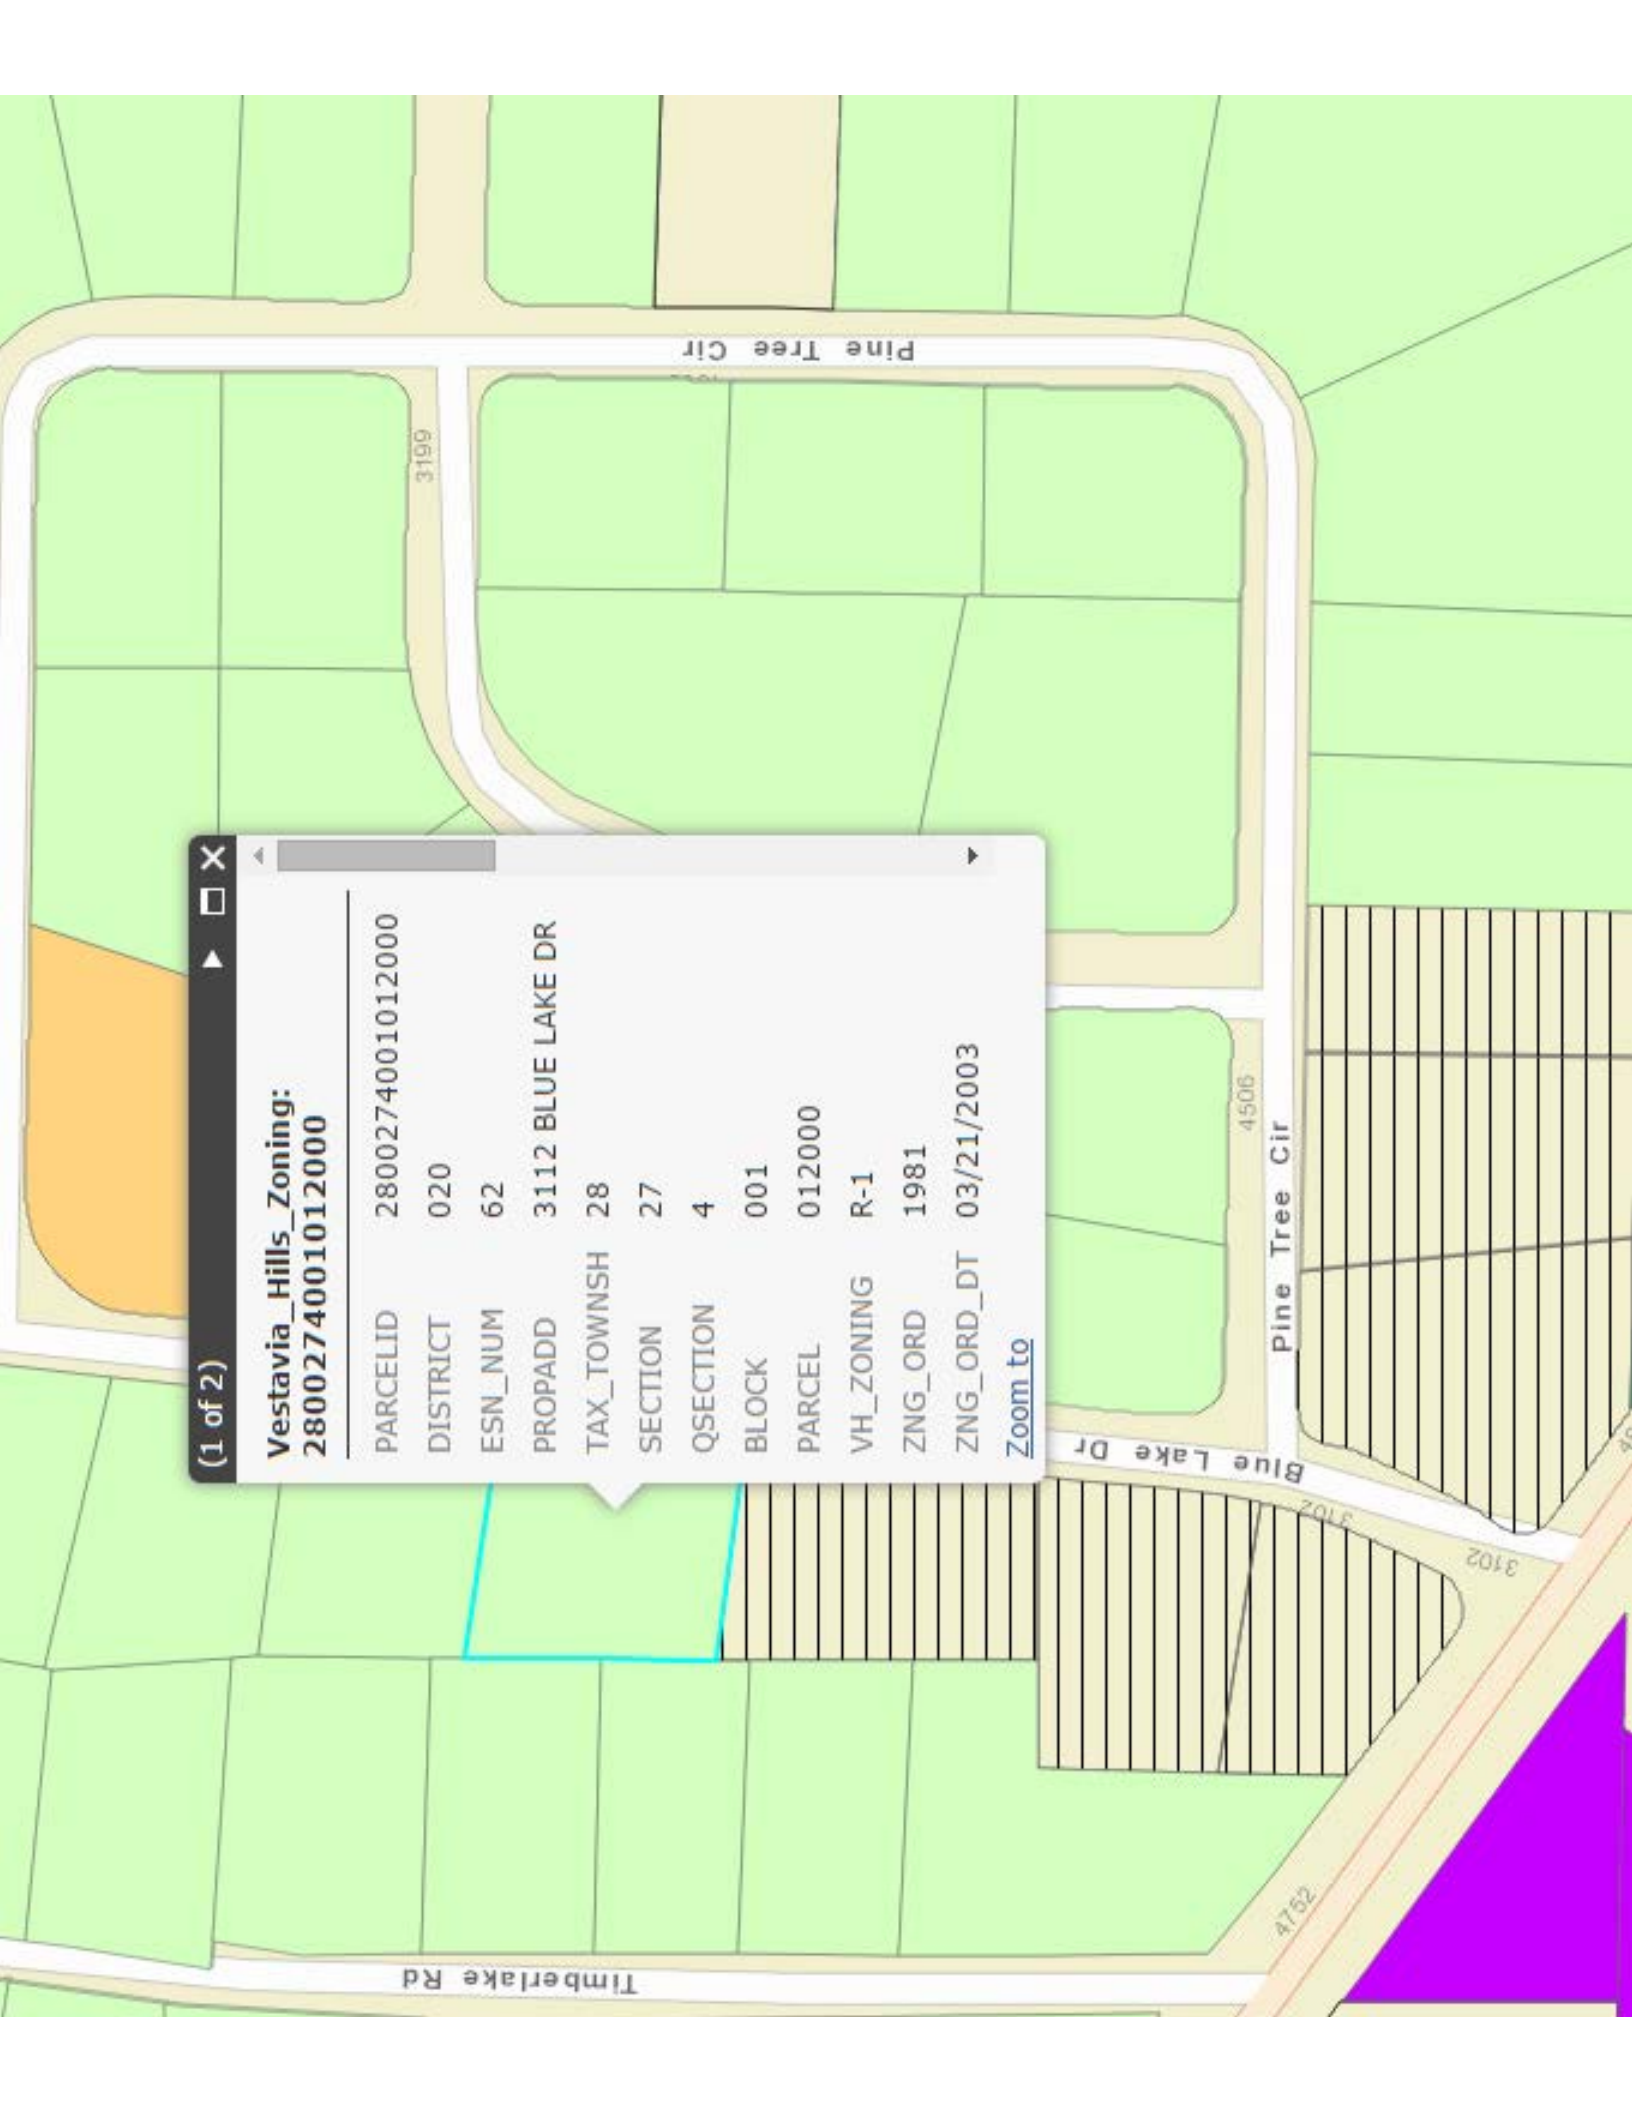 (1 of 2)
Vestavia_Hills_Zoning:
2800274001012000
PARCELID 2800274001012000
DISTRICT 020
ESN_NUM 62
PROPADD 3112 BLUE LAKE DR
TAX_TOWNSH 28
SECTION 27
QSECTION 4
BLOCK 001
PARCEL 012000
VH_ZONING R-1
ZNG_ORD 1981
ZNG_ORD_DT 03/21/2003
Zoom to
Pine Tree Cir
3199
4506
Pine Tree Cir
Blue Lake Dr
3102
3102
4752
Timberlake Rd